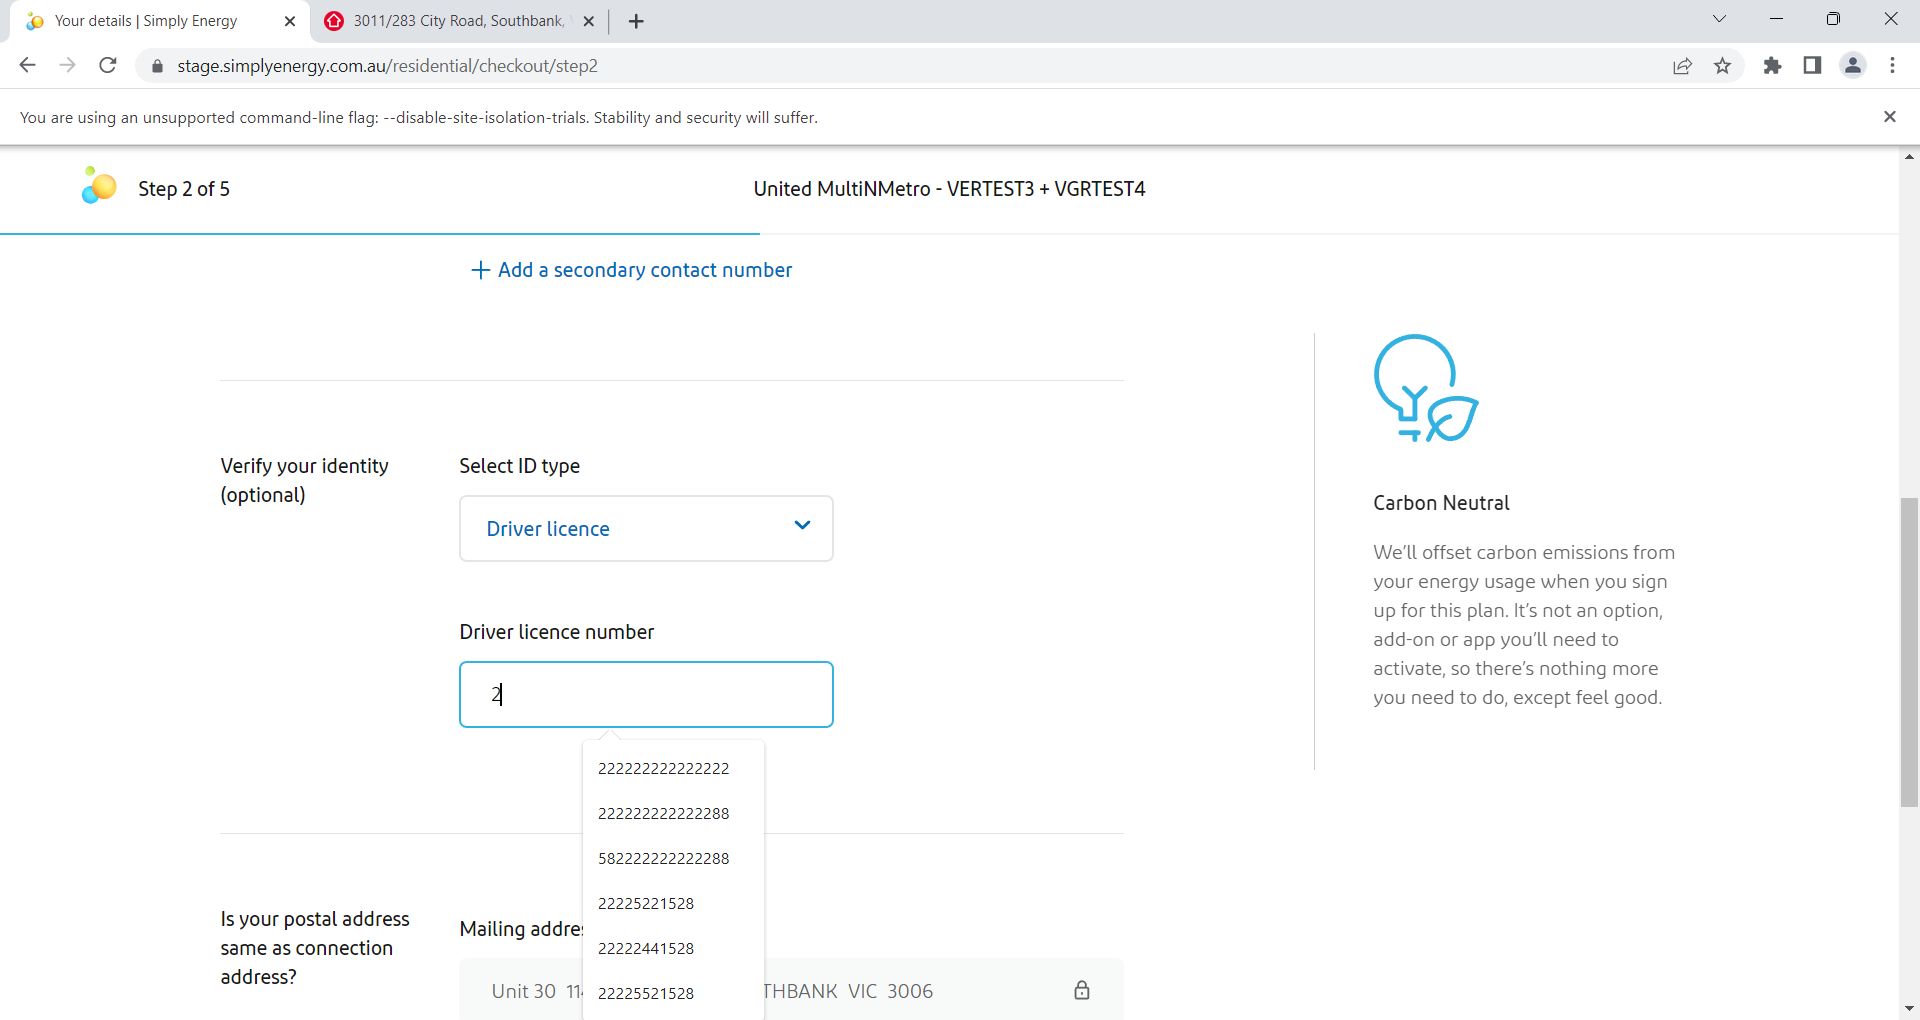 Your details | Simply Energy
3011/283 City Road, Southbank,
stage.simplyenergy.com.au/residential/checkout/step2
You are using an unsupported command-line flag: --disable-site-isolation-trials. Stability and security will suffer.
Step 2 of 5
United MultiNMetro - VERTEST3 + VGRTEST4
Add a secondary contact number
Verify your identity
(optional)
Select ID type
Driver licence
Driver licence number
2
222222222222222
222222222222288
582222222222288
22225221528
22222441528
22225521528
Carbon Neutral
We'll offset carbon emissions from
your energy usage when you sign
up for this plan. It's not an option,
add-on or app you'll need to
activate, so there's nothing more
you need to do, except feel good.
Is your postal address
same as connection
address?
Mailing addre
Unit 30 11 THBANK VIC 3006